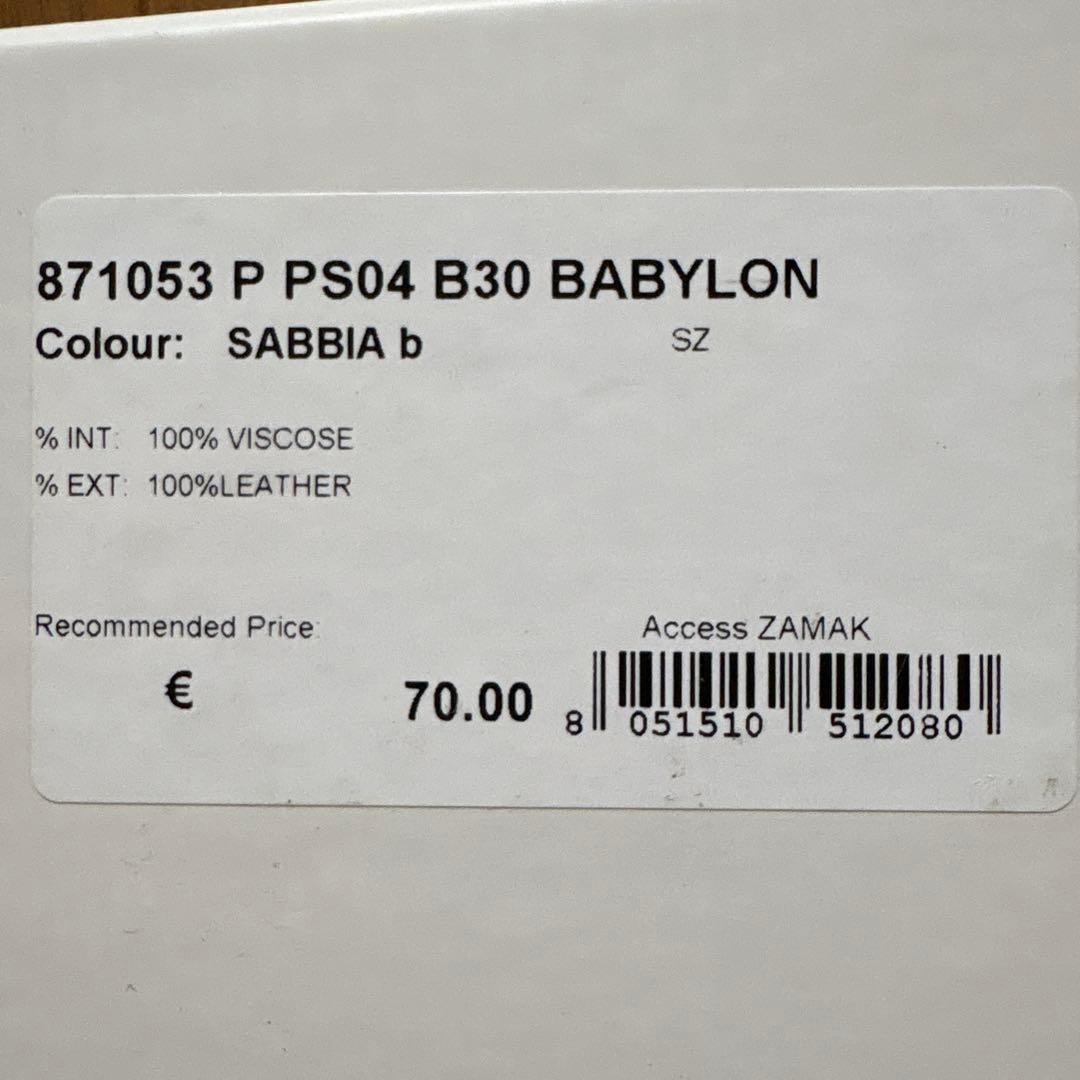 871053 P PS04 B30 BABYLON
Colour: SABBIA b SZ
% INT: 100% VISCOSE
% EXT: 100%LEATHER
Recommended Price: Access ZAMAK
€ 70.00
8 051510 512080